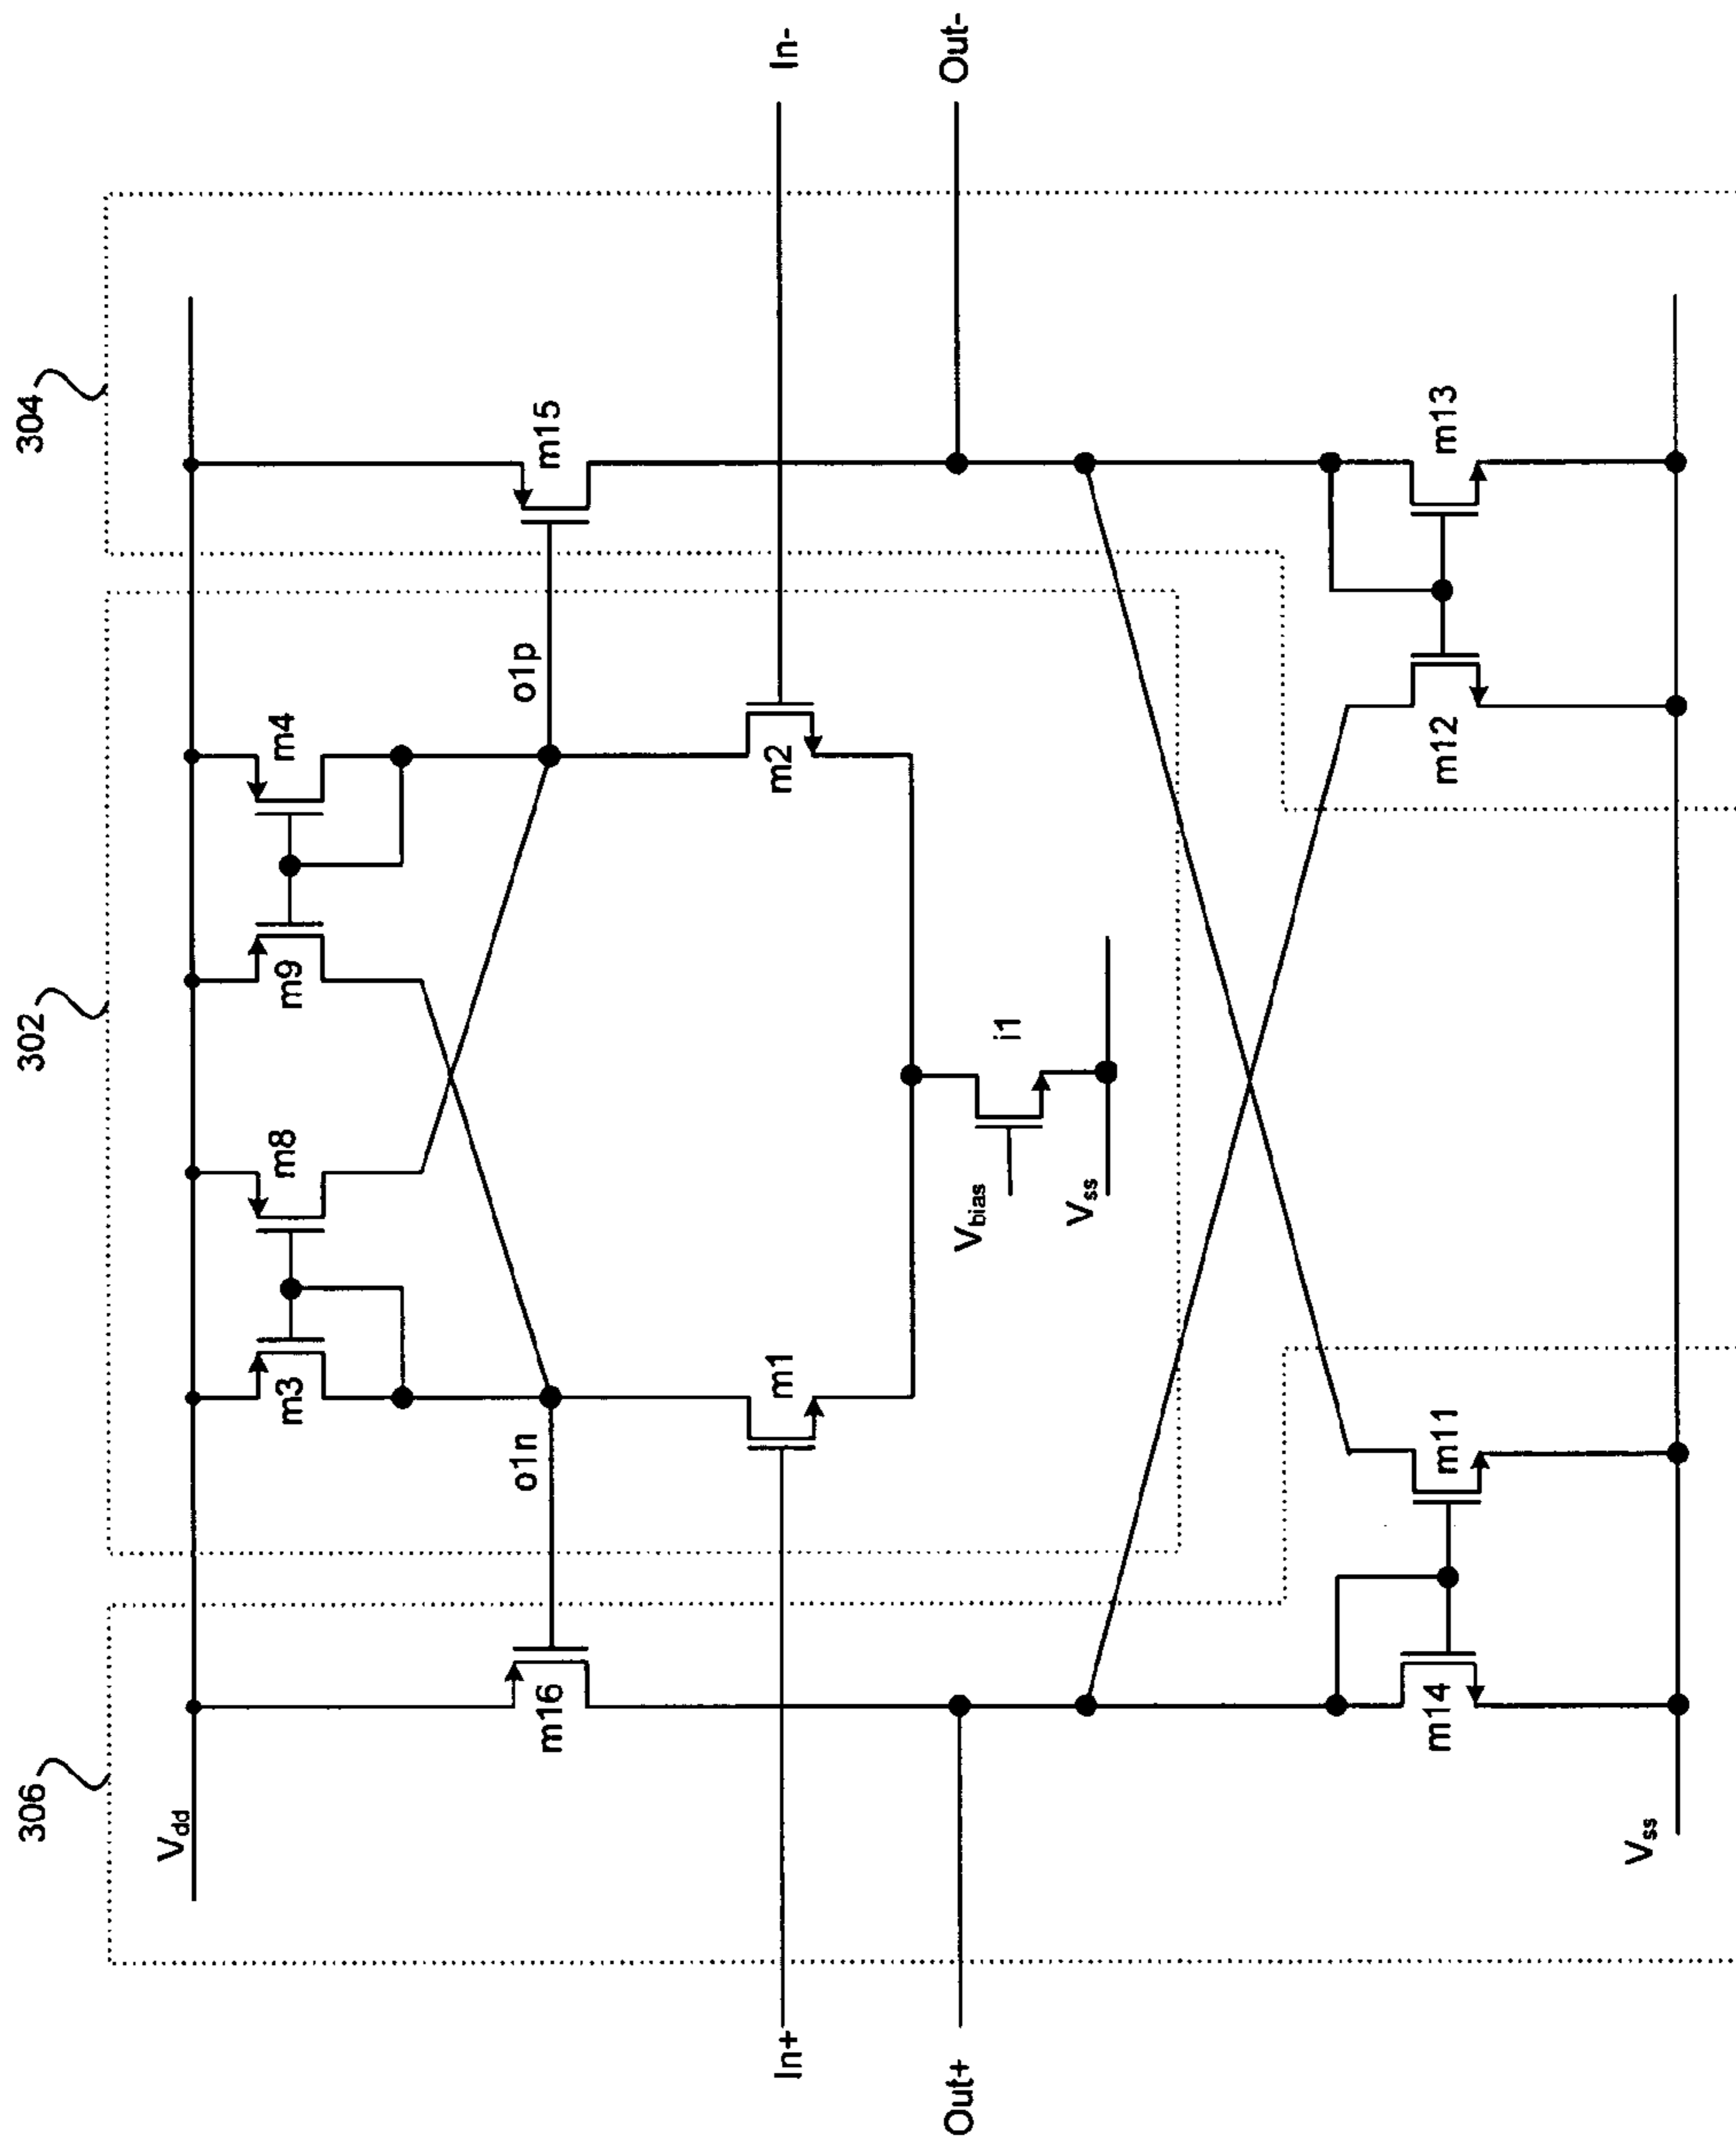 306
302
304
Vdd
m3
m8
m9
m4
o1n
o1p
m16
m15
In+
m1
m2
In-
Out+
Vbias
i1
Out-
Vss
m14
m11
m12
m13
Vss